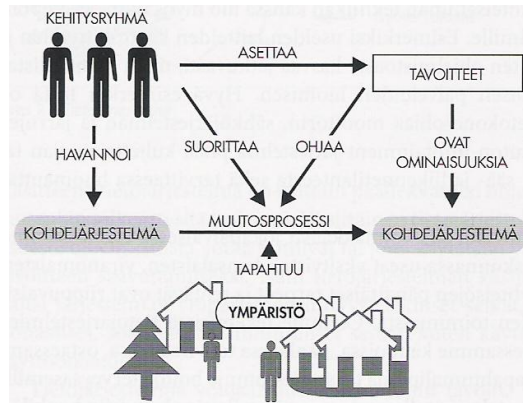 KEHITYSRYHMÄ
ASETTAA
TAVOITTEET
HAVANNOI
SUORITTAA
OHJAA
OVAT
OMINAISUUKSIA
KOHDEJÄRJESTELMÄ
MUUTOSPROSESSI
KOHDEJÄRJESTELMÄ
TAPAHTUU
YMPÄRISTÖ